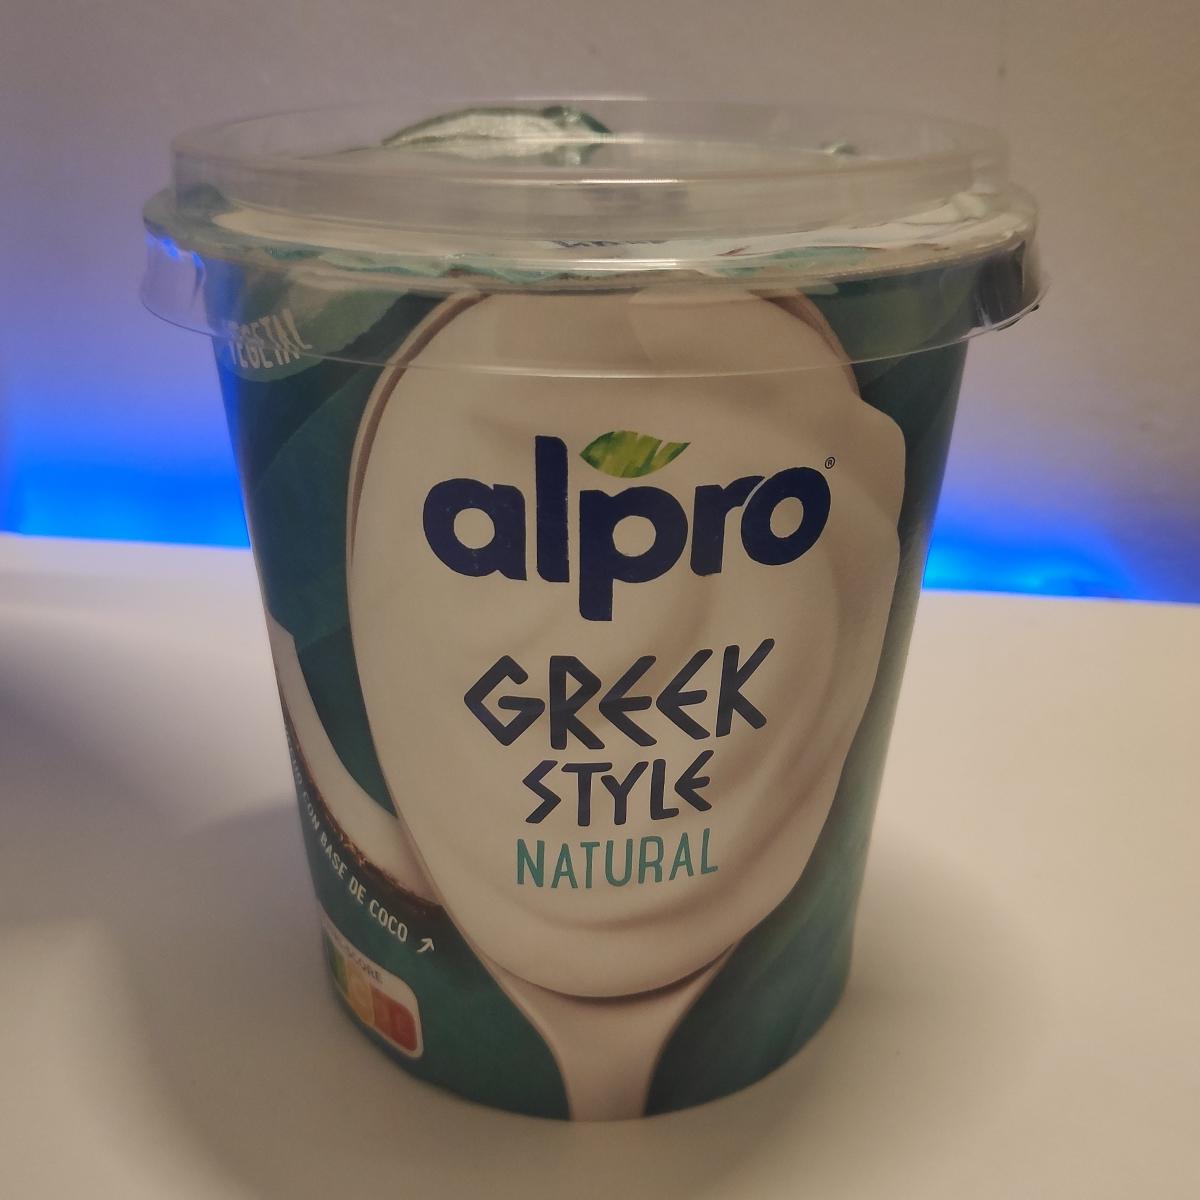 VEGETAL
alpro®
GREEK
STYLE
NATURAL
CON BASE DE COCO ↑